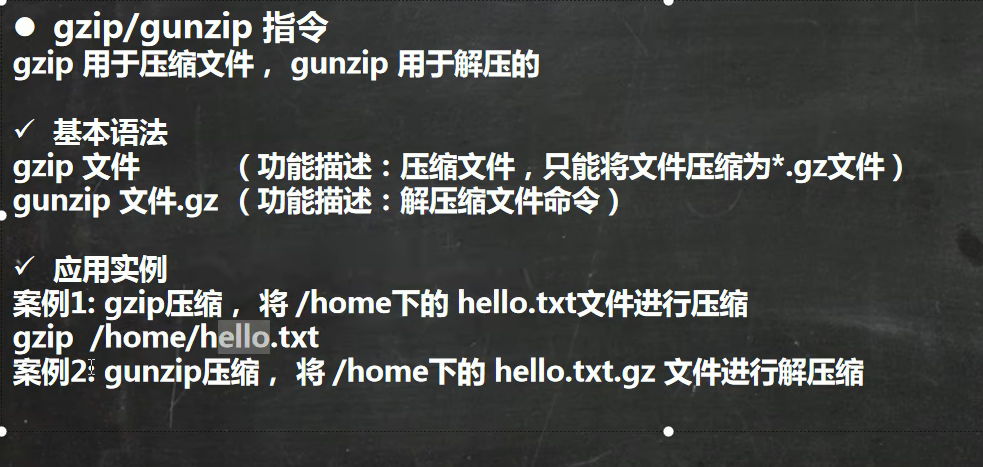 ● gzip/gunzip 指令
gzip 用于压缩文件， gunzip 用于解压的
✓ 基本语法
gzip 文件 （功能描述：压缩文件，只能将文件压缩为*.gz文件）
gunzip 文件.gz （功能描述：解压缩文件命令）
✓ 应用实例
案例1: gzip压缩， 将 /home下的 hello.txt文件进行压缩
gzip /home/hello.txt
案例2: gunzip压缩， 将 /home下的 hello.txt.gz 文件进行解压缩